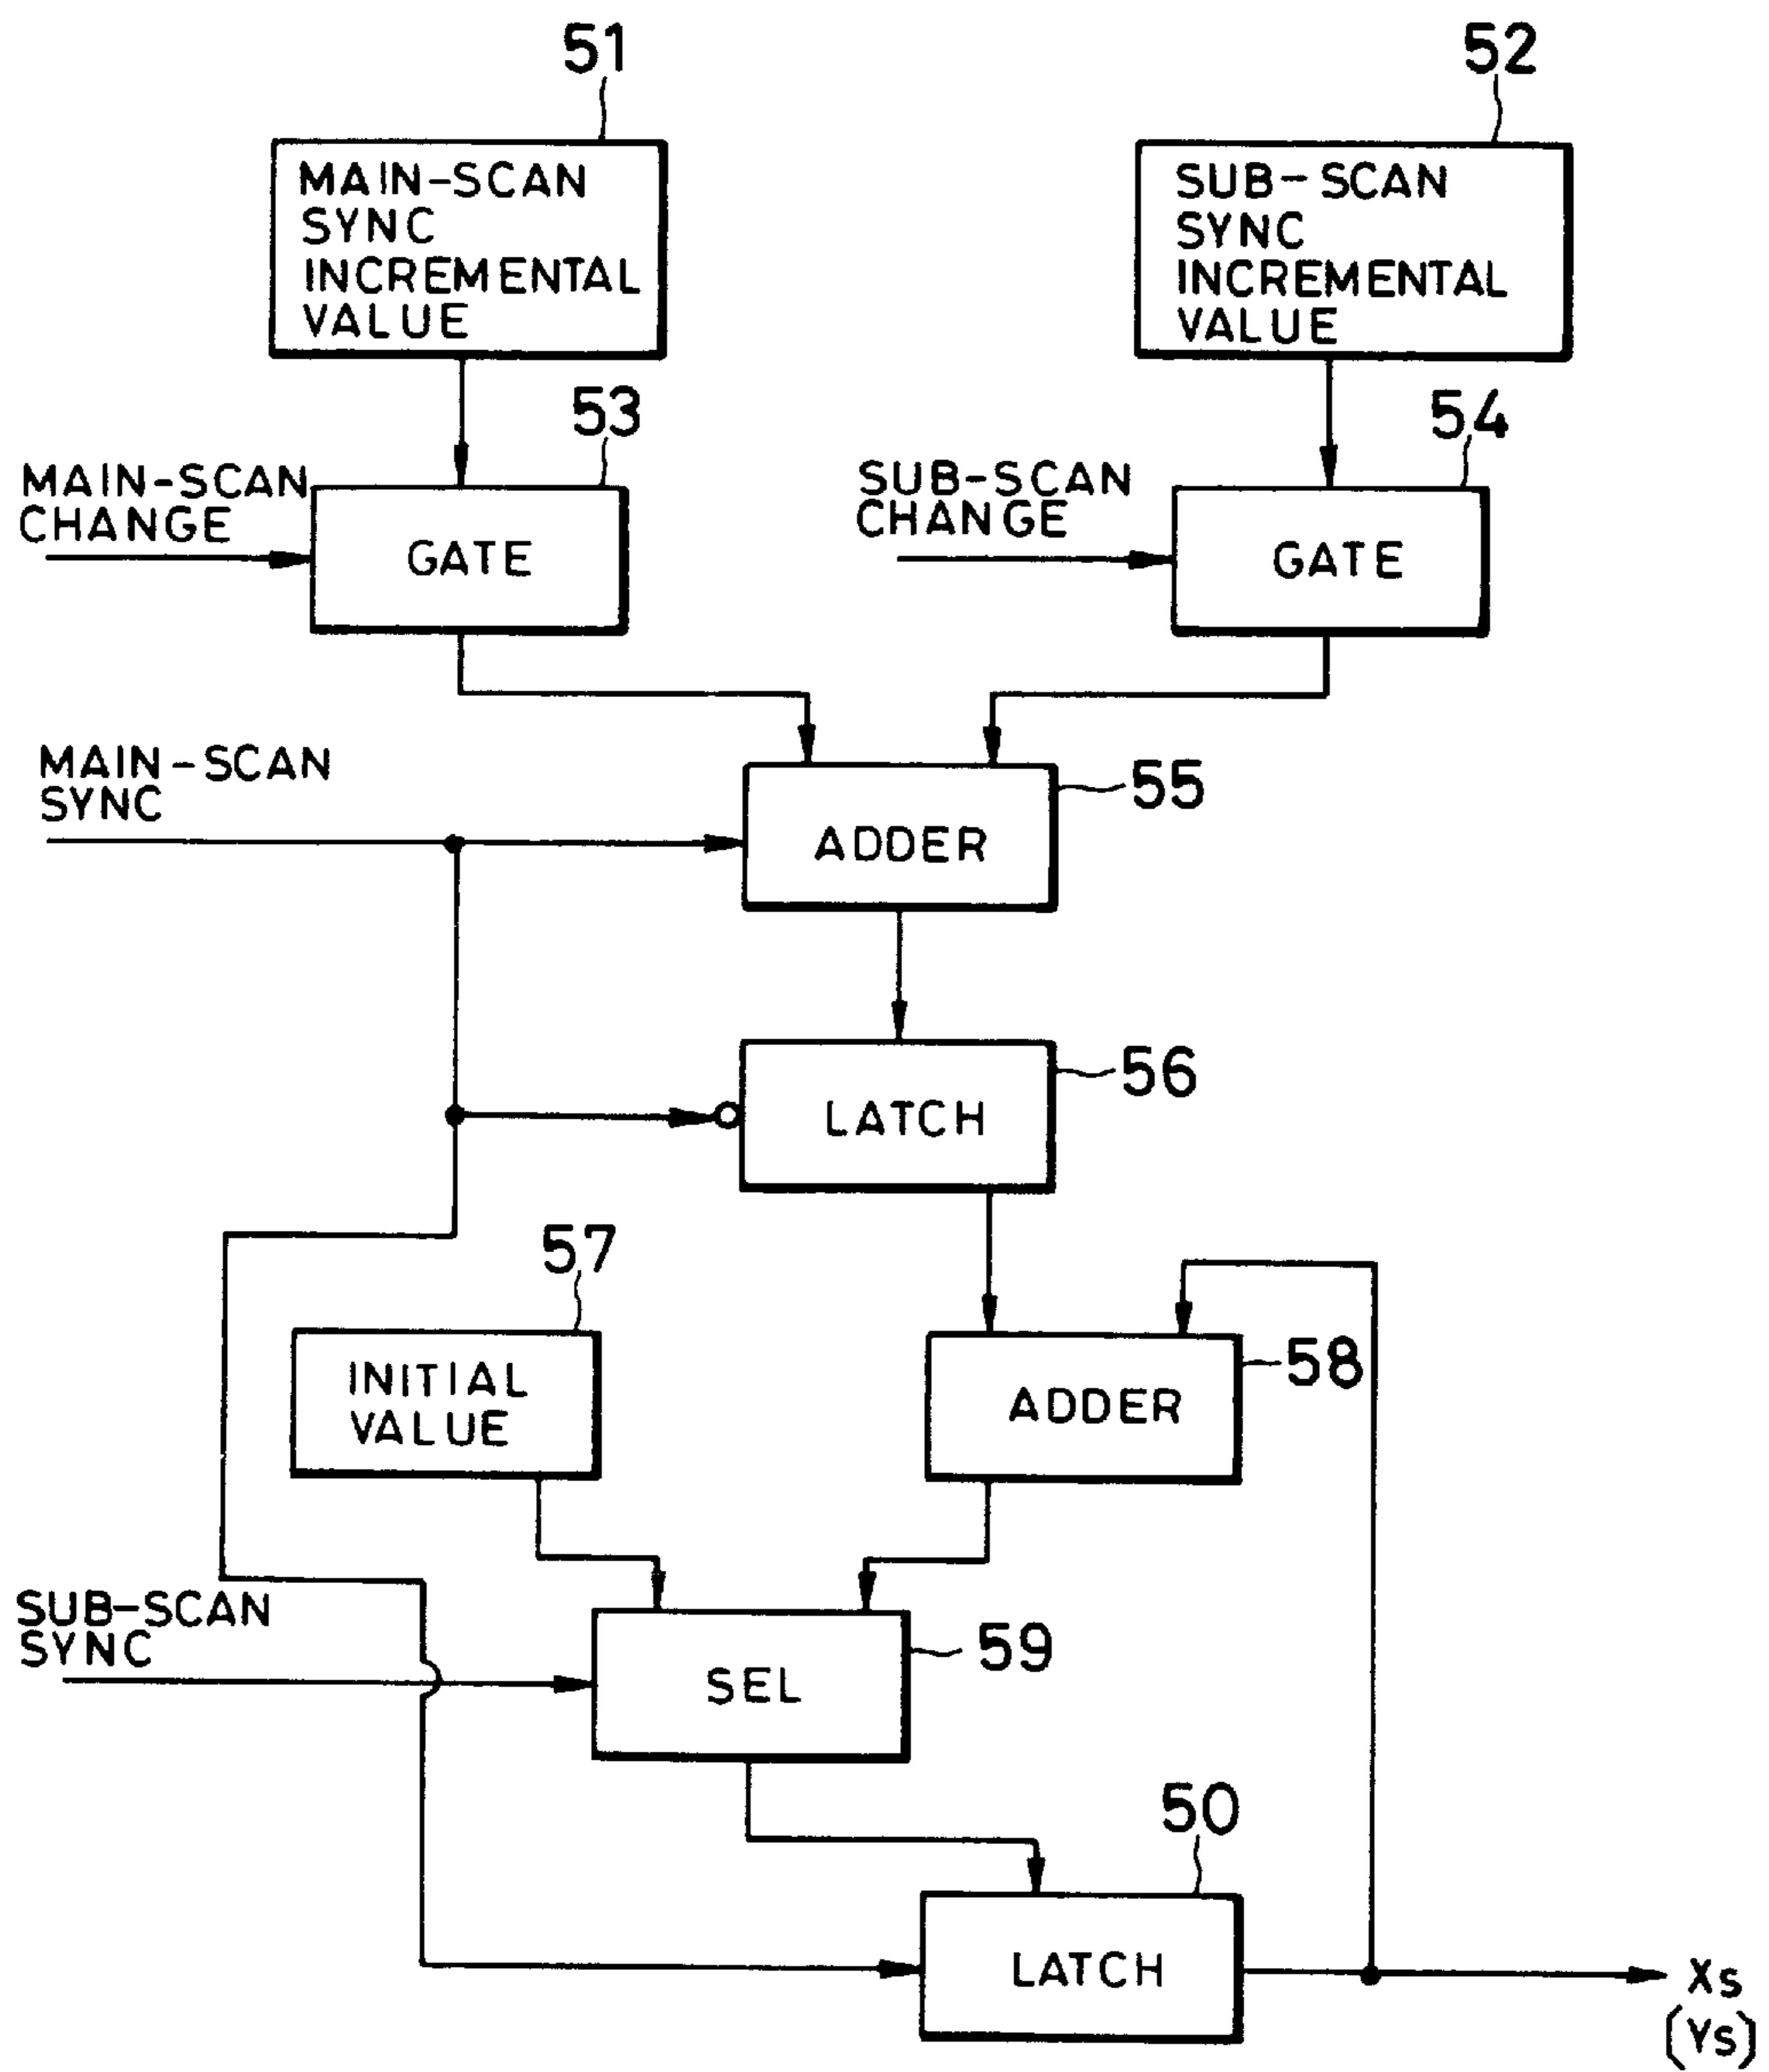 51
52
MAIN-SCAN
SYNC
INCREMENTAL
VALUE
SUB-SCAN
SYNC
INCREMENTAL
VALUE
53
54
MAIN-SCAN
CHANGE
GATE
SUB-SCAN
CHANGE
GATE
MAIN-SCAN
SYNC
55
ADDER
56
LATCH
57
INITIAL
VALUE
58
ADDER
SUB-SCAN
SYNC
59
SEL
50
LATCH
Xs
(Ys)